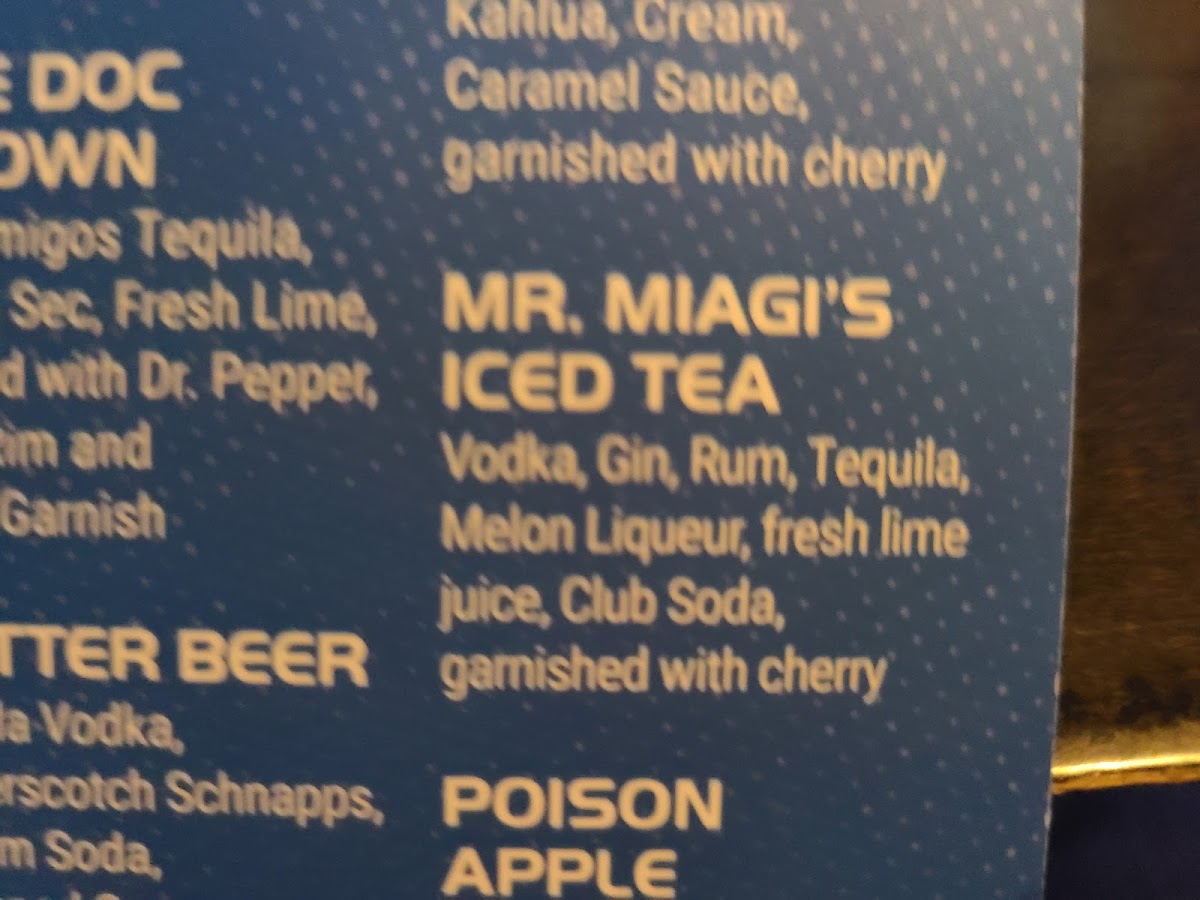 DOC
OWN
migos Tequila,
Sec, Fresh Lime,
d with Dr. Pepper,
and
Garnish
TTER BEER
la Vodka,
erscotch Schnapps,
m Soda,
Kahlua, Cream,
Caramel Sauce,
garnished with cherry
MR. MIAGI'S
ICED TEA
Vodka, Gin, Rum, Tequila,
Melon Liqueur, fresh lime
juice, Club Soda,
garnished with cherry
POISON
APPLE